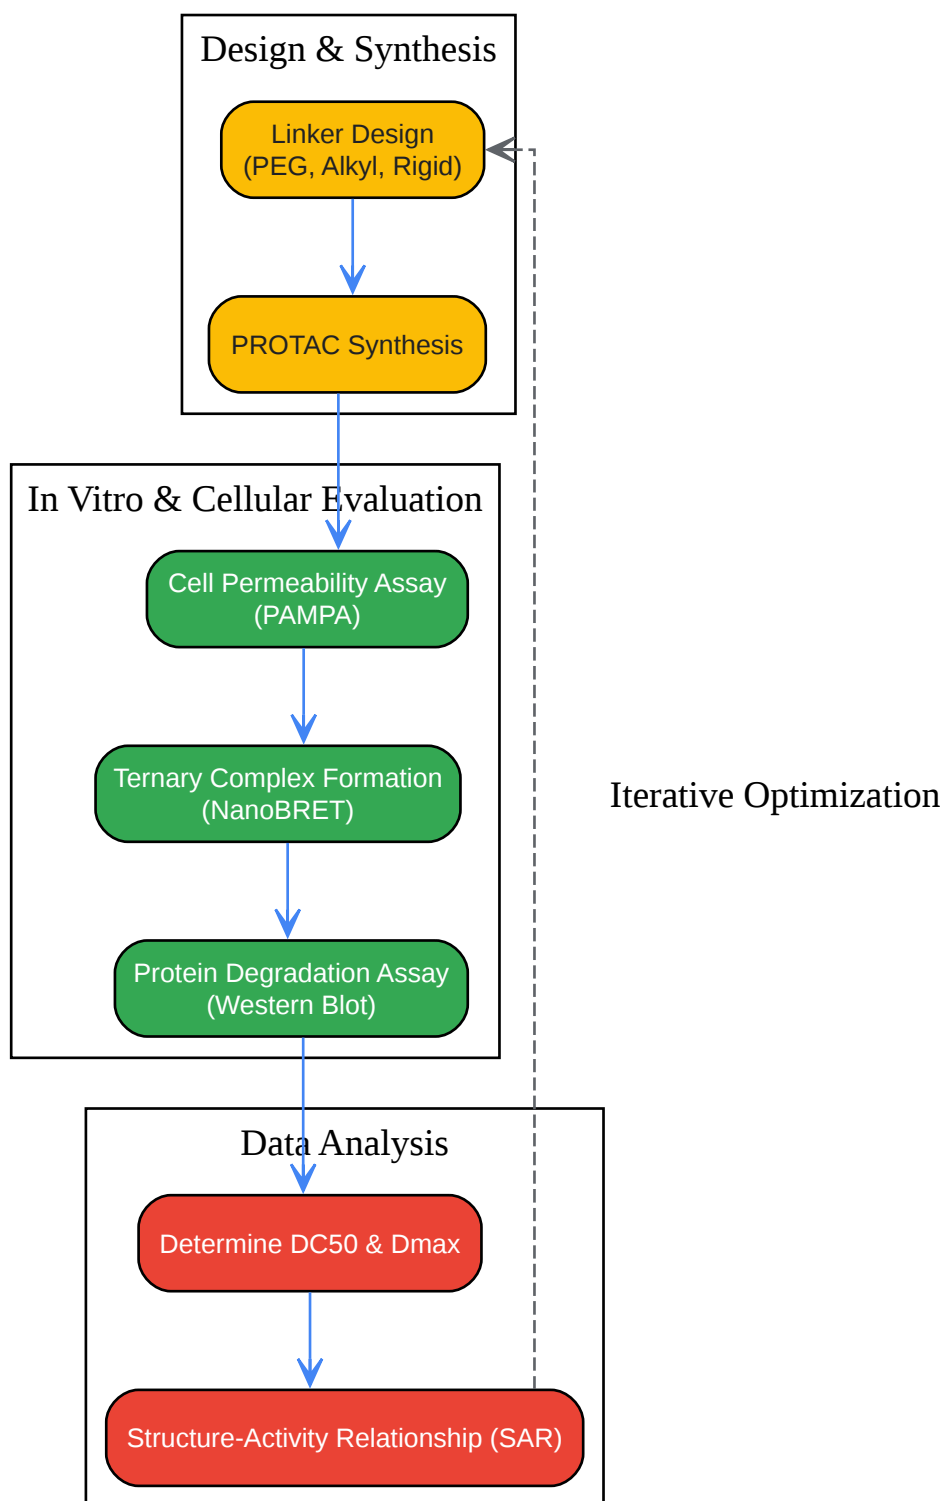 Design & Synthesis
Linker Design
(PEG, Alkyl, Rigid)
PROTAC Synthesis
In Vitro & Cellular Evaluation
Cell Permeability Assay
(PAMPA)
Ternary Complex Formation
(NanoBRET)
Iterative Optimization
Protein Degradation Assay
(Western Blot)
Data Analysis
Determine DC50 & Dmax
Structure-Activity Relationship (SAR)